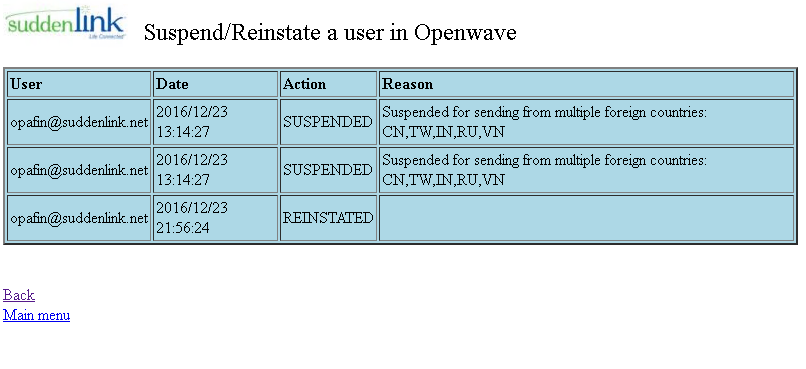 suddenlink
Life Connected
Suspend/Reinstate a user in Openwave
User Date Action Reason
opafin@suddenlink.net 2016/12/23 13:14:27 SUSPENDED Suspended for sending from multiple foreign countries: CN,TW,IN,RU,VN
opafin@suddenlink.net 2016/12/23 13:14:27 SUSPENDED Suspended for sending from multiple foreign countries: CN,TW,IN,RU,VN
opafin@suddenlink.net 2016/12/23 21:56:24 REINSTATED
Back
Main menu